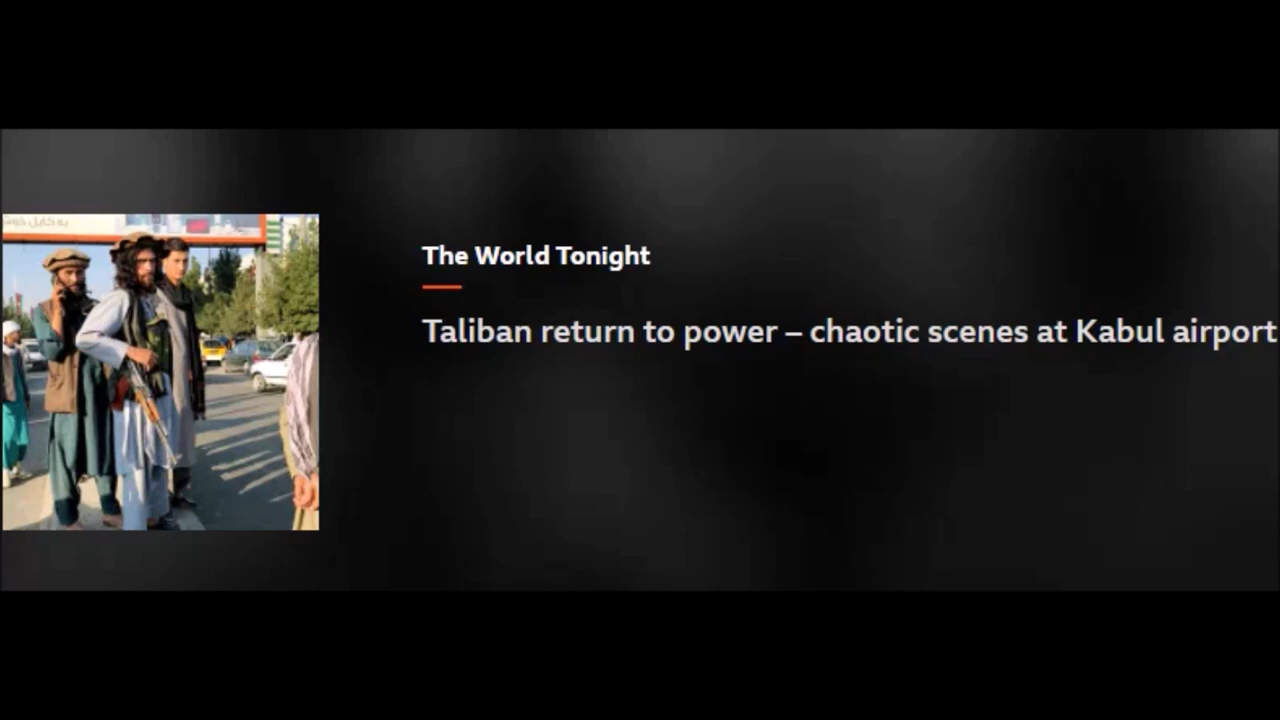 The World Tonight
Taliban return to power – chaotic scenes at Kabul airport